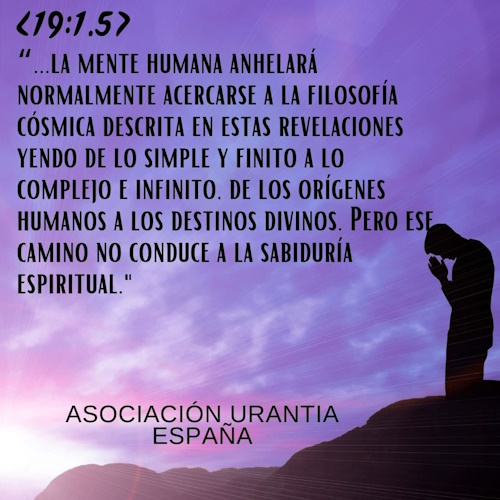 <19:1.5>
“...LA MENTE HUMANA ANHELARÁ
NORMALMENTE ACERCARSE A LA FILOSOFÍA
CÓSMICA DESCRITA EN ESTAS REVELACIONES
YENDO DE LO SIMPLE Y FINITO A LO
COMPLEJO E INFINITO. DE LOS ORÍGENES
HUMANOS A LOS DESTINOS DIVINOS. PERO ESE
CAMINO NO CONDUCE A LA SABIDURÍA
ESPIRITUAL."
ASOCIACIÓN URANTIA
ESPAÑA